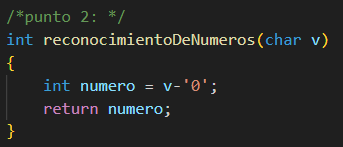 /*punto 2: */
int reconocimientoDeNumeros(char v)
{
    int numero = v-'0';
    return numero;
}